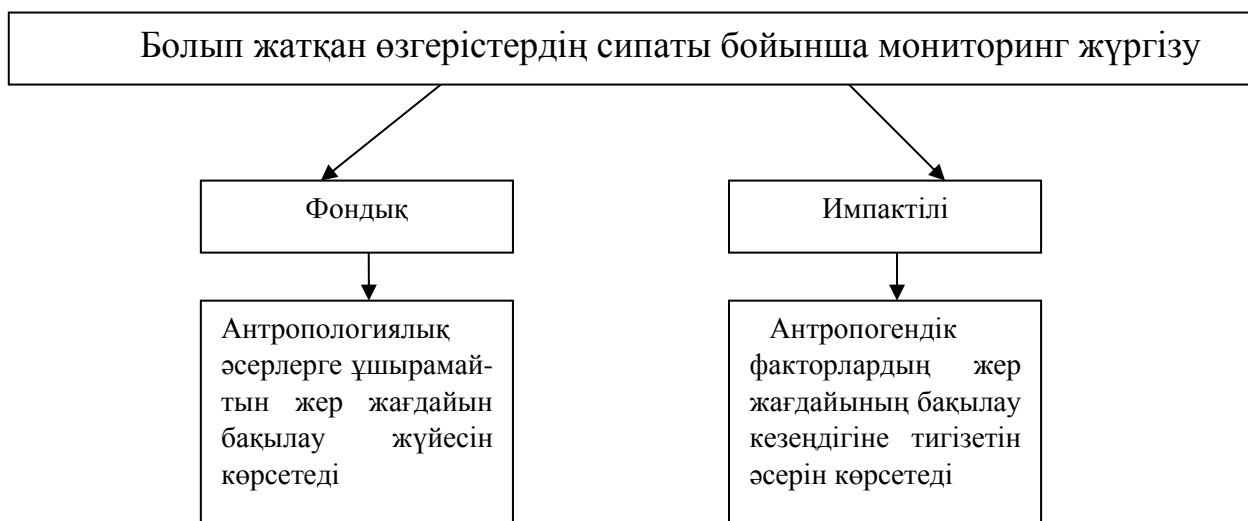 Болып жатқан өзгерістердің сипаты бойынша мониторинг жүргізу
Фондық
Импактілі
Антропологиялық
әсерлерге ұшырамай-
тын жер жағдайын
бақылау жүйесін
көрсетеді
Антропогендік
факторлардың жер
жағдайының бақылау
кезеңдігіне тигізетін
әсерін көрсетеді